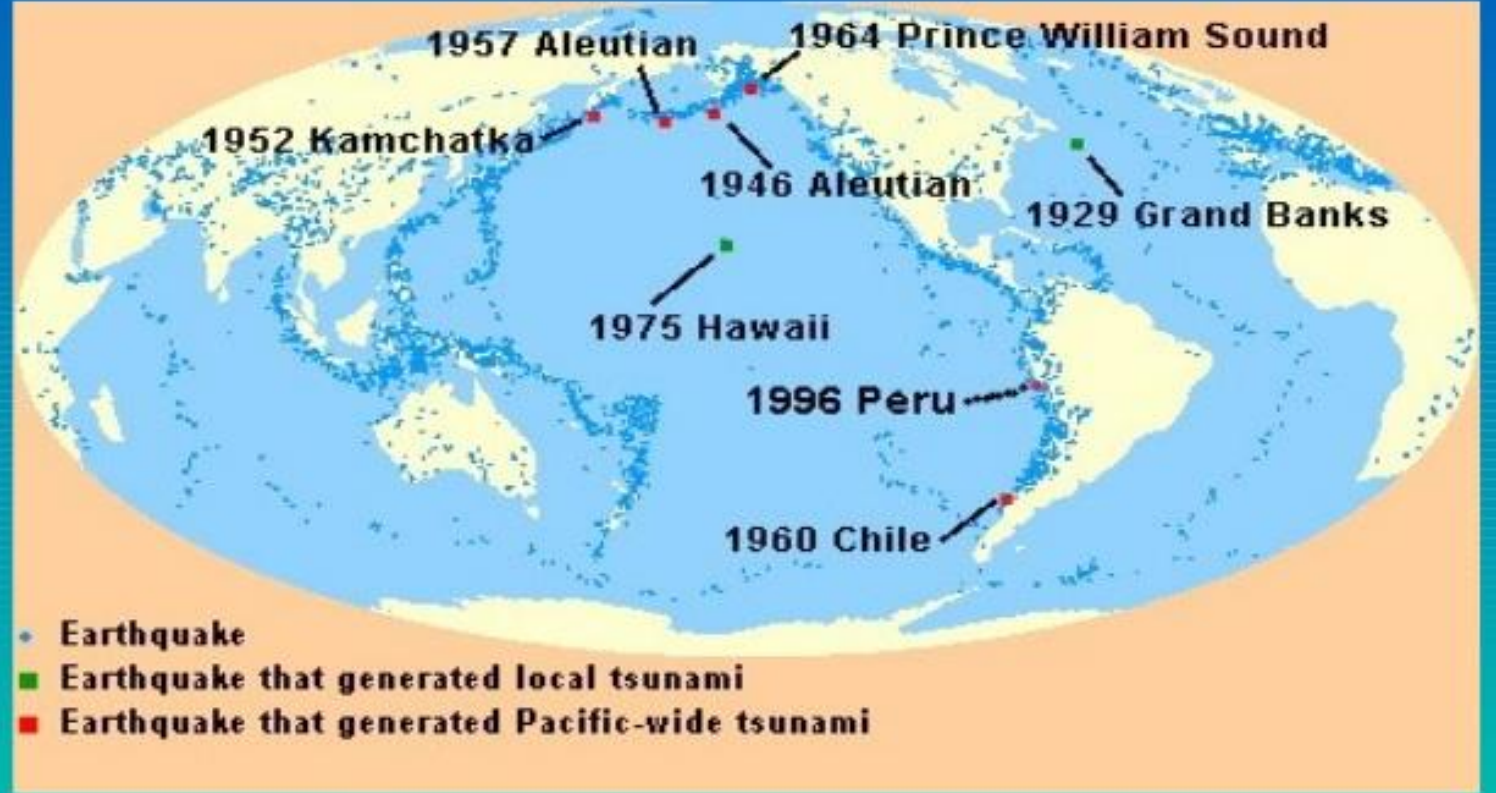 1957 Aleutian
1964 Prince William Sound
1952 Kamchatka
1946 Aleutian
1929 Grand Banks
1975 Hawaii
1996 Peru
1960 Chile
Earthquake
Earthquake that generated local tsunami
Earthquake that generated Pacific-wide tsunami